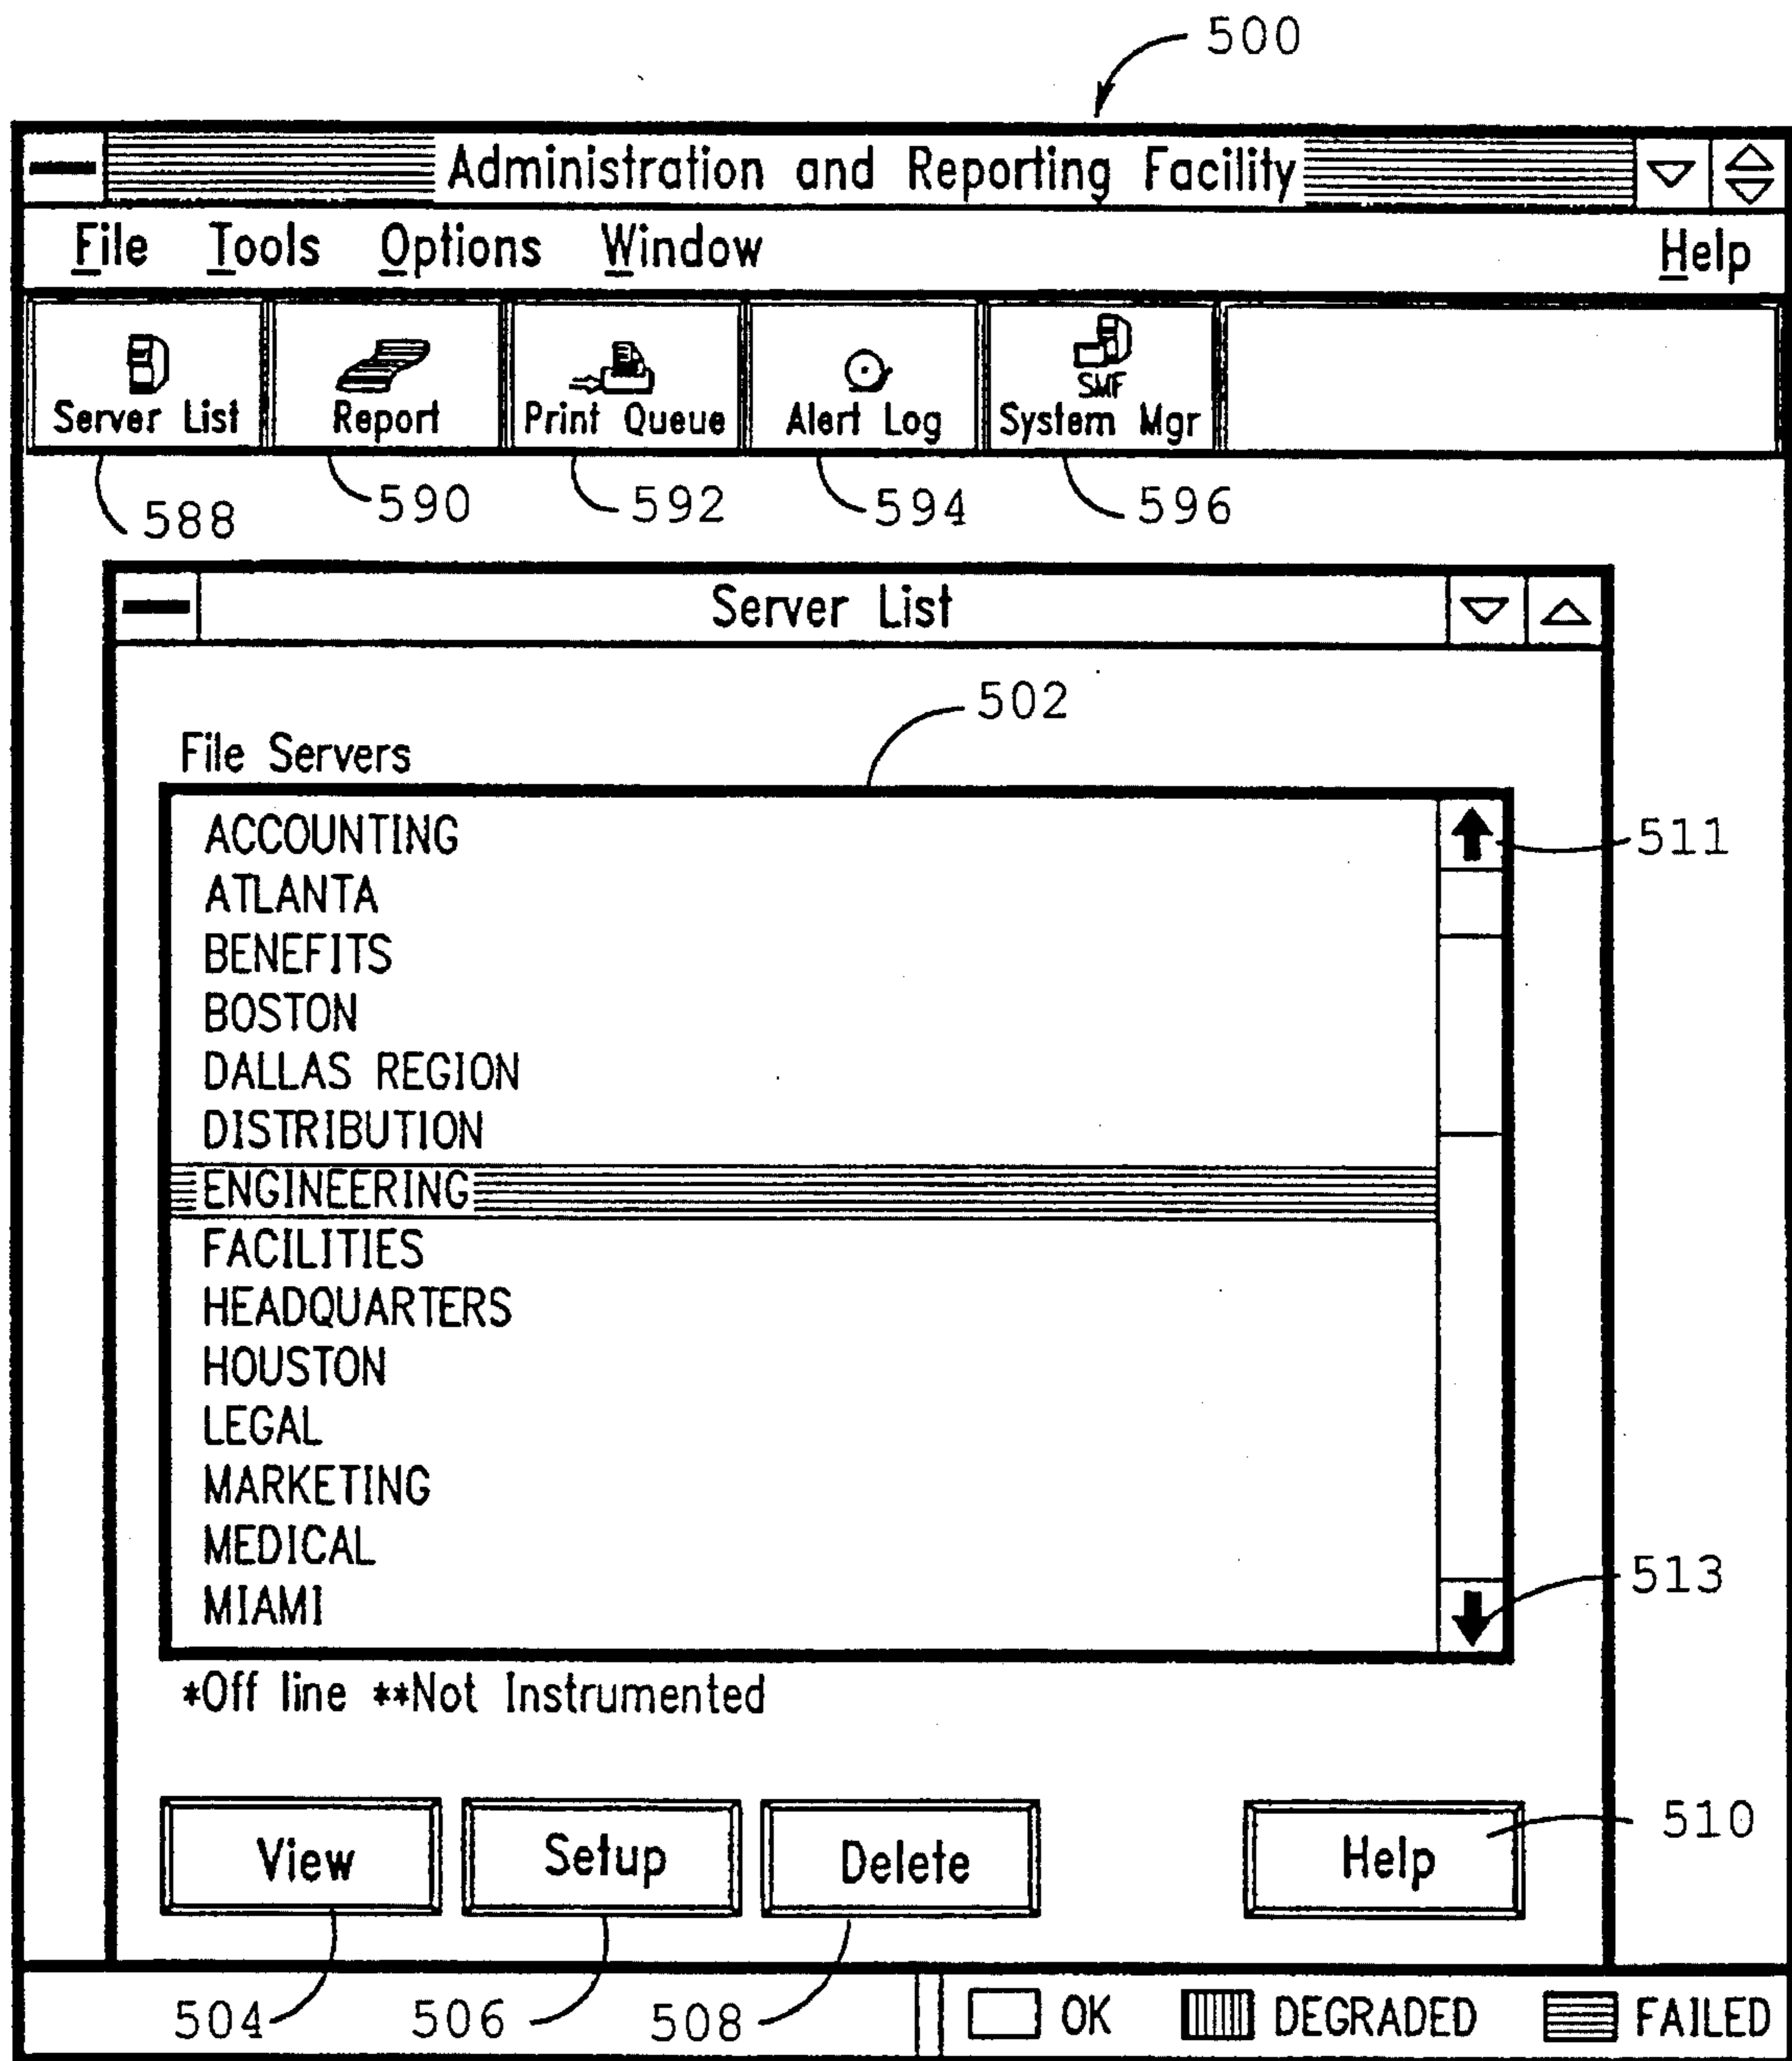 500
Administration and Reporting Facility
File Tools Options Window Help
SMF
Server List Report Print Queue Alert Log System Mgr
588 590 592 594 596
Server List
502
File Servers
ACCOUNTING
511
ATLANTA
BENEFITS
BOSTON
DALLAS REGION
DISTRIBUTION
ENGINEERING
FACILITIES
HEADQUARTERS
HOUSTON
LEGAL
MARKETING
MEDICAL
513
MIAMI
*Off line **Not Instrumented
510
View Setup Delete Help
504 506 508 OK DEGRADED FAILED